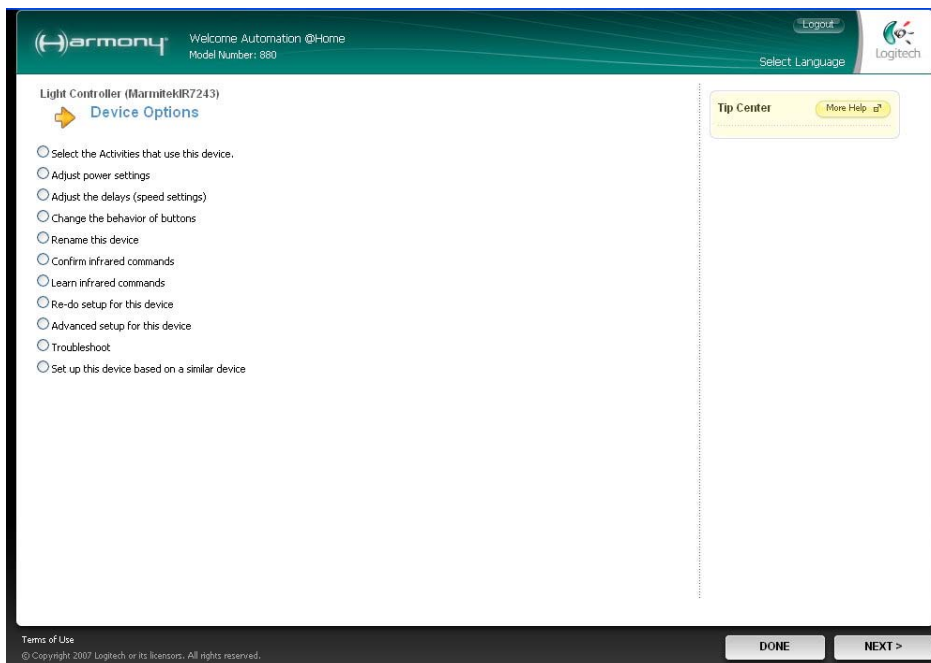 Harmony
Welcome Automation @Home
Model Number: 880
Logout
Select Language
Logitech
Light Controller (MarmitekIR7243)
Device Options
Select the Activities that use this device.
Adjust power settings
Adjust the delays (speed settings)
Change the behavior of buttons
Rename this device
Confirm infrared commands
Learn infrared commands
Re-do setup for this device
Advanced setup for this device
Troubleshoot
Set up this device based on a similar device
Tip Center
More Help
Terms of Use
© Copyright 2007 Logitech or its licensors. All rights reserved.
DONE
NEXT >